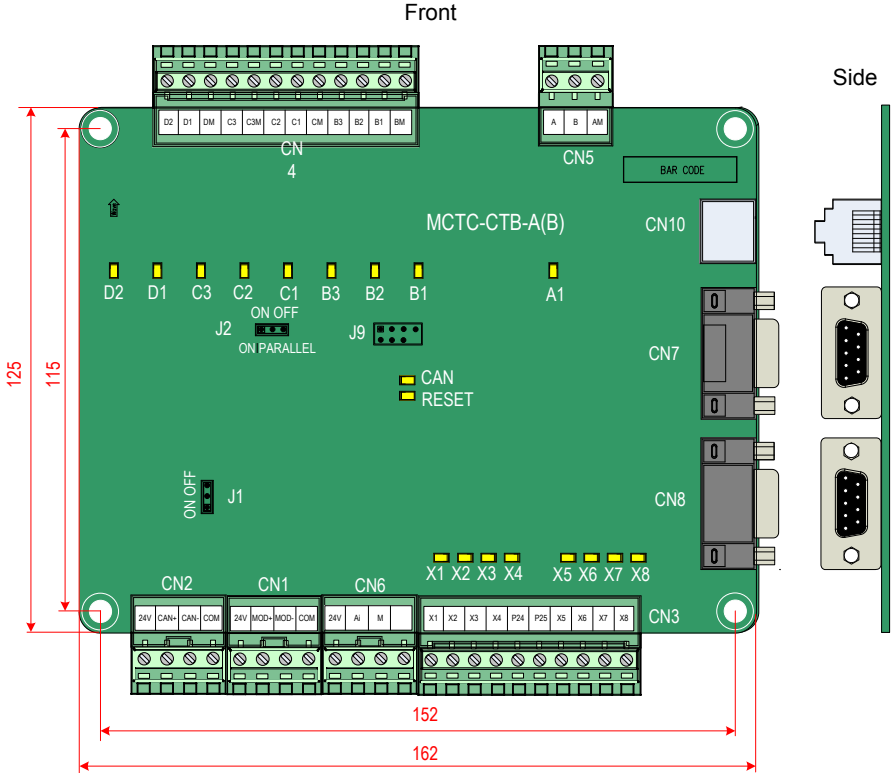 Front
Side
D2 D1 DM C3 C3M C2 C1 CM B3 B2 B1 BM
CN
4
A B AM
CN5
BAR CODE
MCTC-CTB-A(B)
CN10
D2 D1 C3 C2 C1 B3 B2 B1 A1
ON OFF
J2
ON PARALLEL
J9
CN7
CAN
RESET
125
115
ON OFF
J1
CN8
X1 X2 X3 X4 X5 X6 X7 X8
CN2 CN1 CN6
24V CAN+ CAN- COM 24V MOD+ MOD- COM 24V Ai M X1 X2 X3 X4 P24 P25 X5 X6 X7 X8
CN3
152
162